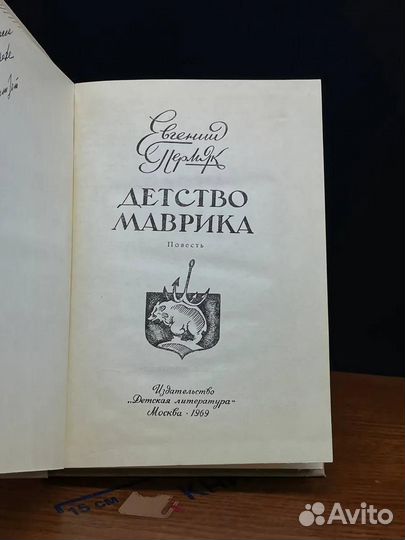 Евгений
Пермяк
ДЕТСТВО
МАВРИКА
Повесть
Издательство
„Детская литература“
Москва · 1969
15 СМ
Avito